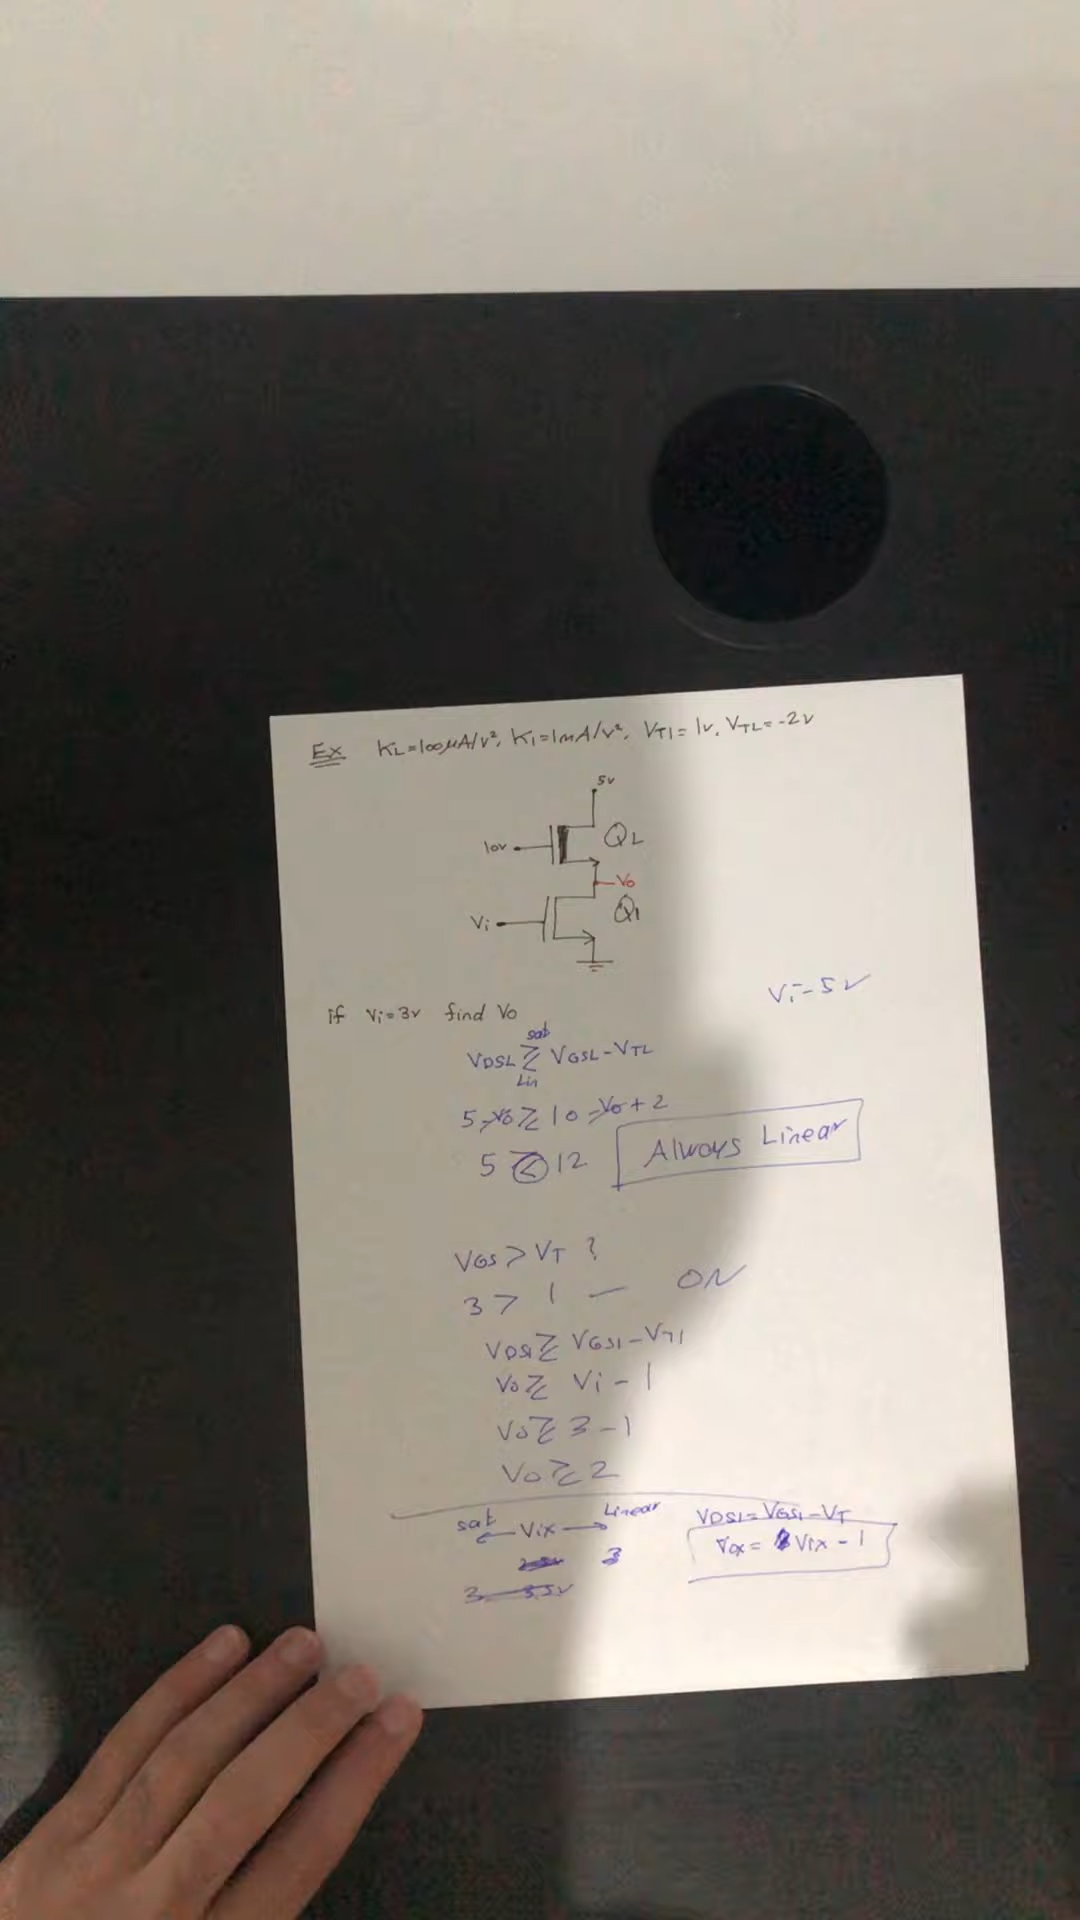 Ex KL=100μA/V², K1=1mA/V², VT1=1V, VTL=-2V
5V
10V QL
Vo
Vi Q1
Vi=5V
if Vi=3V find Vo
sat
VDSL ≷ VGSL-VTL
Lin
5-Vo ≷ 10-Vo+2
5 < 12 Always Linear
VGS > VT ?
3 > 1 — ON
VDS1 ≷ VGS1-VT1
Vo ≷ Vi-1
Vo ≷ 3-1
Vo ≷ 2
sat ← Vix → Linear VDS1=VGS1-VT
3 Vox = Vix-1
3